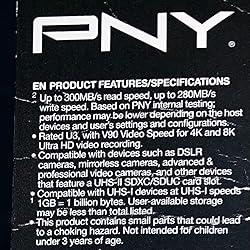 PNY®
EN PRODUCT FEATURES/SPECIFICATIONS
2 Up to 300MB/s read speed, up to 280MB/s
write speed. Based on PNY internal testing;
performance may be lower depending on the host
devices and user's settings and configurations.
• Rated U3, with V90 Video Speed for 4K and 8K
Ultra HD video recording.
• Compatible with devices such as DSLR
cameras, mirrorless cameras, advanced &
professional video cameras, and other devices
that feature a UHS-II SDXC/SDUC card slot.
• Compatible with UHS-I devices at UHS-I speeds
1 1GB = 1 billion bytes. User-available storage
may be less than total listed.
This product contains small parts that could lead
to a choking hazard. Not intended for children
under 3 years of age.